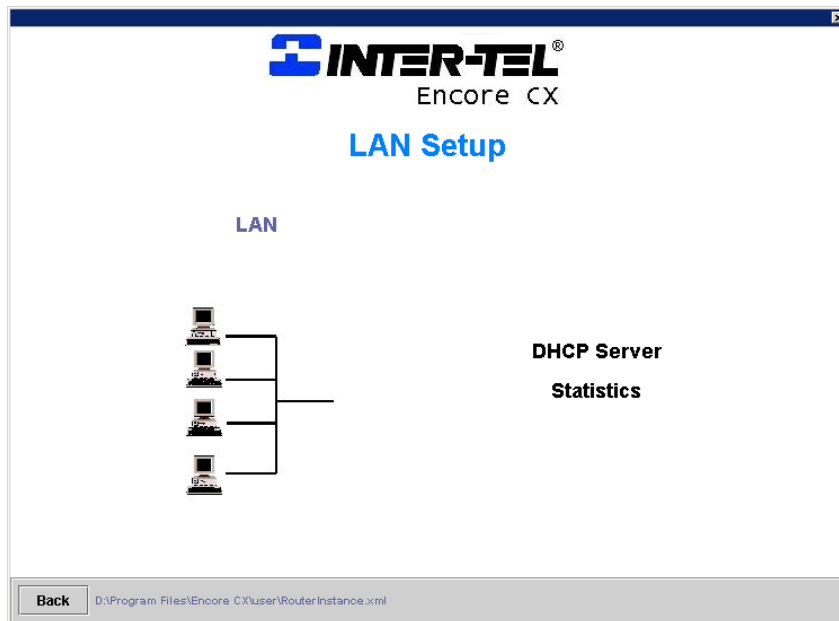 INTER-TEL®
Encore CX
LAN Setup
LAN
DHCP Server
Statistics
Back D:\Program Files\Encore CX\user\RouterInstance.xml